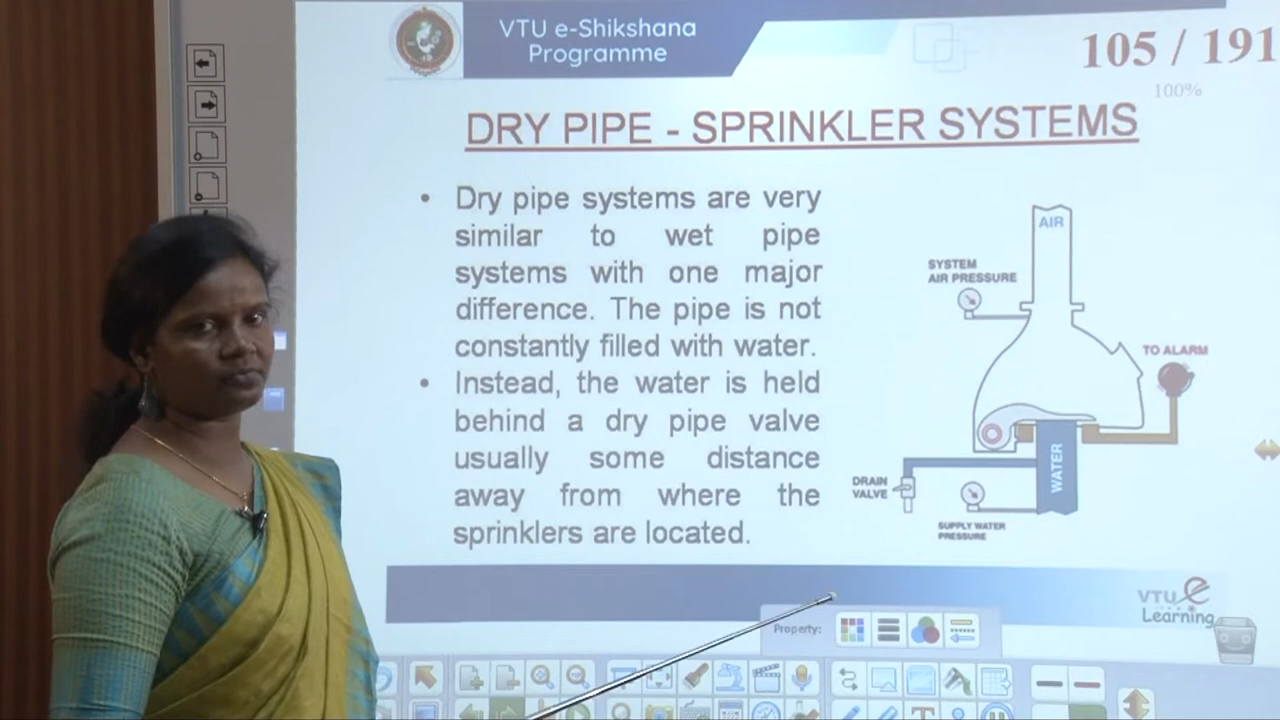 VTU e-Shikshana
Programme
105 / 191
100%
DRY PIPE - SPRINKLER SYSTEMS
• Dry pipe systems are very
similar to wet pipe
systems with one major
difference. The pipe is not
constantly filled with water.
• Instead, the water is held
behind a dry pipe valve
usually some distance
away from where the
sprinklers are located.
AIR
SYSTEM
AIR PRESSURE
TO ALARM
WATER
DRAIN
VALVE
SUPPLY WATER
PRESSURE
VTU e
Learning
Property: